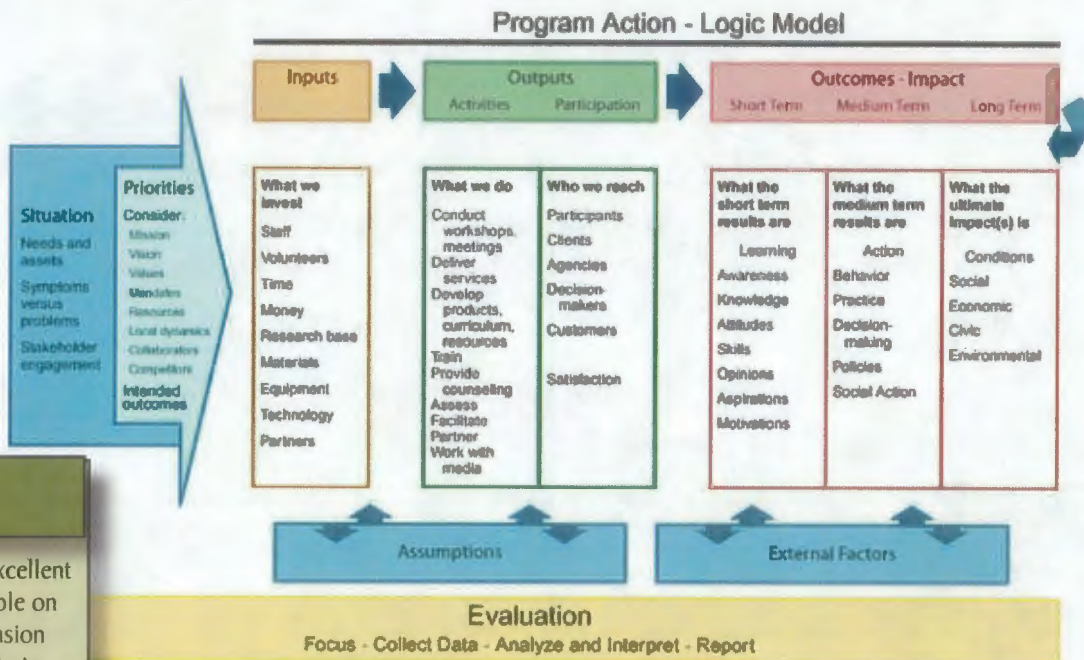 Program Action - Logic Model
Inputs
Outputs
Activities Participation
Outcomes - Impact
Short Term Medium Term Long Term
Situation
Needs and
assets
Symptoms
versus
problems
Stakeholder
engagement
Priorities
Consider:
Mission
Vision
Values
Mandates
Resources
Local dynamics
Collaborators
Competitors
Intended
outcomes
What we
invest
Staff
Volunteers
Time
Money
Research base
Materials
Equipment
Technology
Partners
What we do
Conduct
workshops,
meetings
Deliver
services
Develop
products,
curriculum,
resources
Train
Provide
counseling
Assess
Facilitate
Partner
Work with
media
Who we reach
Participants
Clients
Agencies
Decision-
makers
Customers
Satisfaction
What the
short term
results are
Learning
Awareness
Knowledge
Attitudes
Skills
Opinions
Aspirations
Motivations
What the
medium term
results are
Action
Behavior
Practice
Decision-
making
Policies
Social Action
What the
ultimate
impact(s) is
Conditions
Social
Economic
Civic
Environmental
Assumptions
External Factors
Evaluation
Focus - Collect Data - Analyze and Interpret - Report